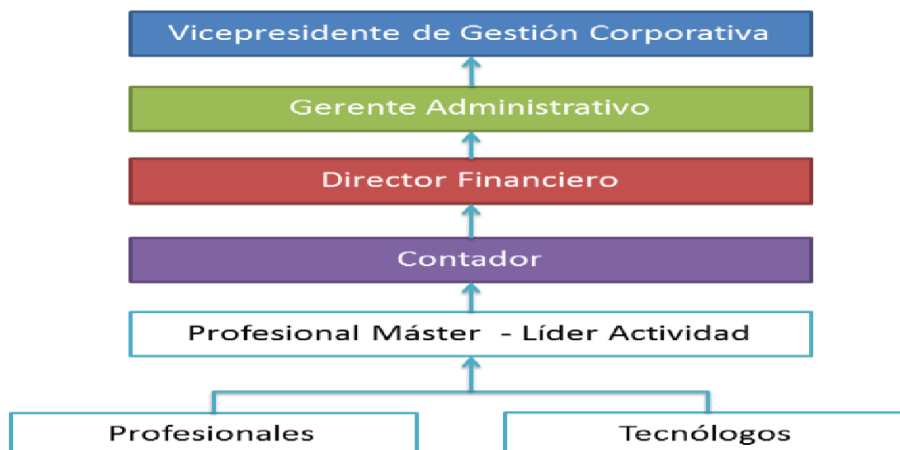 Vicepresidente de Gestión Corporativa
Gerente Administrativo
Director Financiero
Contador
Profesional Máster - Líder Actividad
Profesionales
Tecnólogos